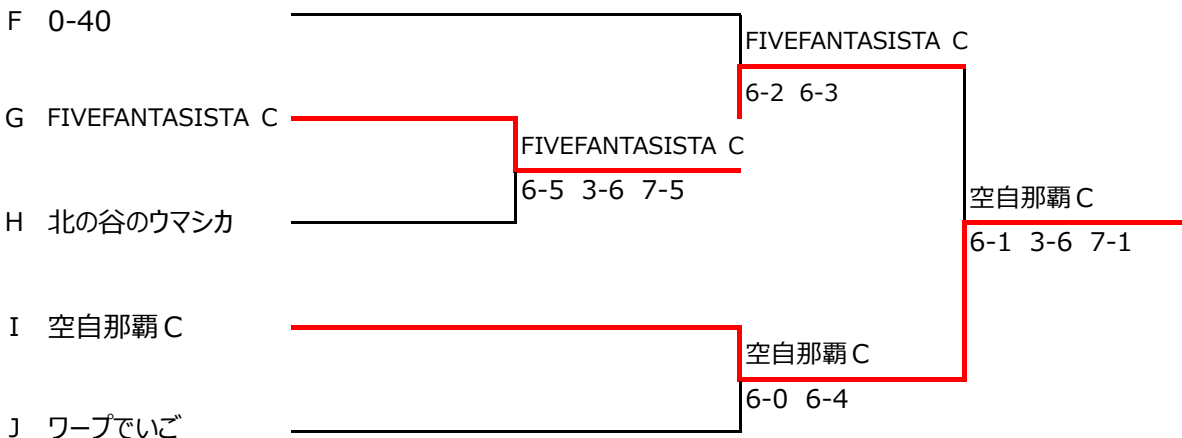 F 0-40
FIVEFANTASISTA C
6-2 6-3
G FIVEFANTASISTA C
FIVEFANTASISTA C
6-5 3-6 7-5
空自那覇C
H 北の谷のウマシカ
6-1 3-6 7-1
I 空自那覇C
空自那覇C
6-0 6-4
J ワープでいご